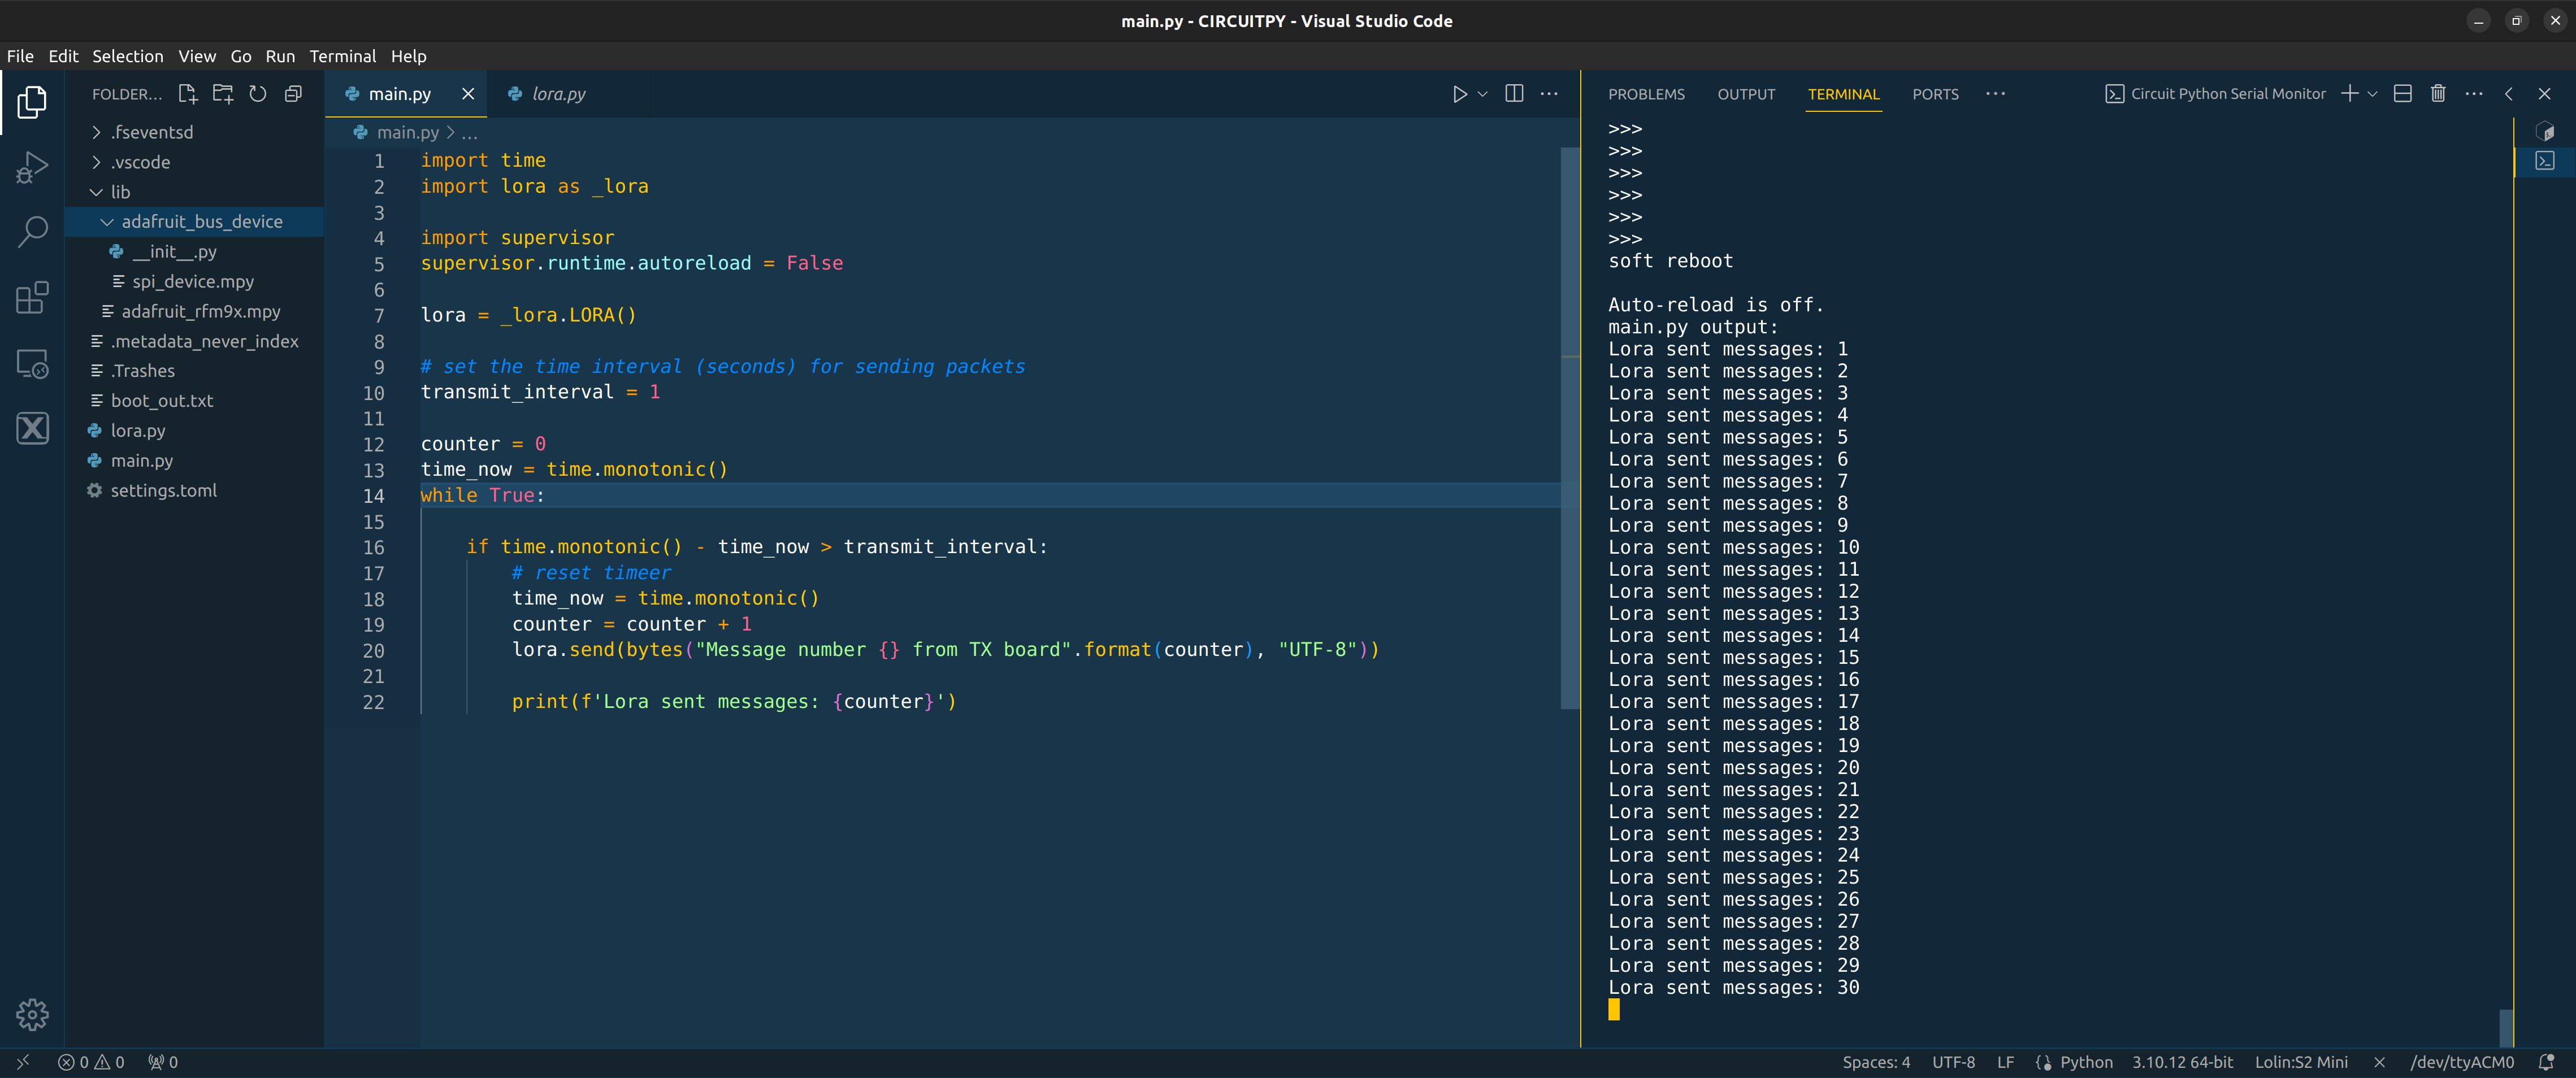 main.py - CIRCUITPY - Visual Studio Code
File Edit Selection View Go Run Terminal Help
FOLDER...
.fseventsd
.vscode
lib
adafruit_bus_device
__init__.py
spi_device.mpy
adafruit_rfm9x.mpy
.metadata_never_index
.Trashes
boot_out.txt
lora.py
main.py
settings.toml
main.py lora.py
main.py > ...
1 import time
2 import lora as _lora
3
4 import supervisor
5 supervisor.runtime.autoreload = False
6
7 lora = _lora.LORA()
8
9 # set the time interval (seconds) for sending packets
10 transmit_interval = 1
11
12 counter = 0
13 time_now = time.monotonic()
14 while True:
15
16     if time.monotonic() - time_now > transmit_interval:
17         # reset timeer
18         time_now = time.monotonic()
19         counter = counter + 1
20         lora.send(bytes("Message number {} from TX board".format(counter), "UTF-8"))
21
22         print(f'Lora sent messages: {counter}')
PROBLEMS OUTPUT TERMINAL PORTS ... Circuit Python Serial Monitor
>>>
>>>
>>>
>>>
>>>
>>>
soft reboot
Auto-reload is off.
main.py output:
Lora sent messages: 1
Lora sent messages: 2
Lora sent messages: 3
Lora sent messages: 4
Lora sent messages: 5
Lora sent messages: 6
Lora sent messages: 7
Lora sent messages: 8
Lora sent messages: 9
Lora sent messages: 10
Lora sent messages: 11
Lora sent messages: 12
Lora sent messages: 13
Lora sent messages: 14
Lora sent messages: 15
Lora sent messages: 16
Lora sent messages: 17
Lora sent messages: 18
Lora sent messages: 19
Lora sent messages: 20
Lora sent messages: 21
Lora sent messages: 22
Lora sent messages: 23
Lora sent messages: 24
Lora sent messages: 25
Lora sent messages: 26
Lora sent messages: 27
Lora sent messages: 28
Lora sent messages: 29
Lora sent messages: 30
0 0 0 Spaces: 4 UTF-8 LF Python 3.10.12 64-bit Lolin:S2 Mini /dev/ttyACM0